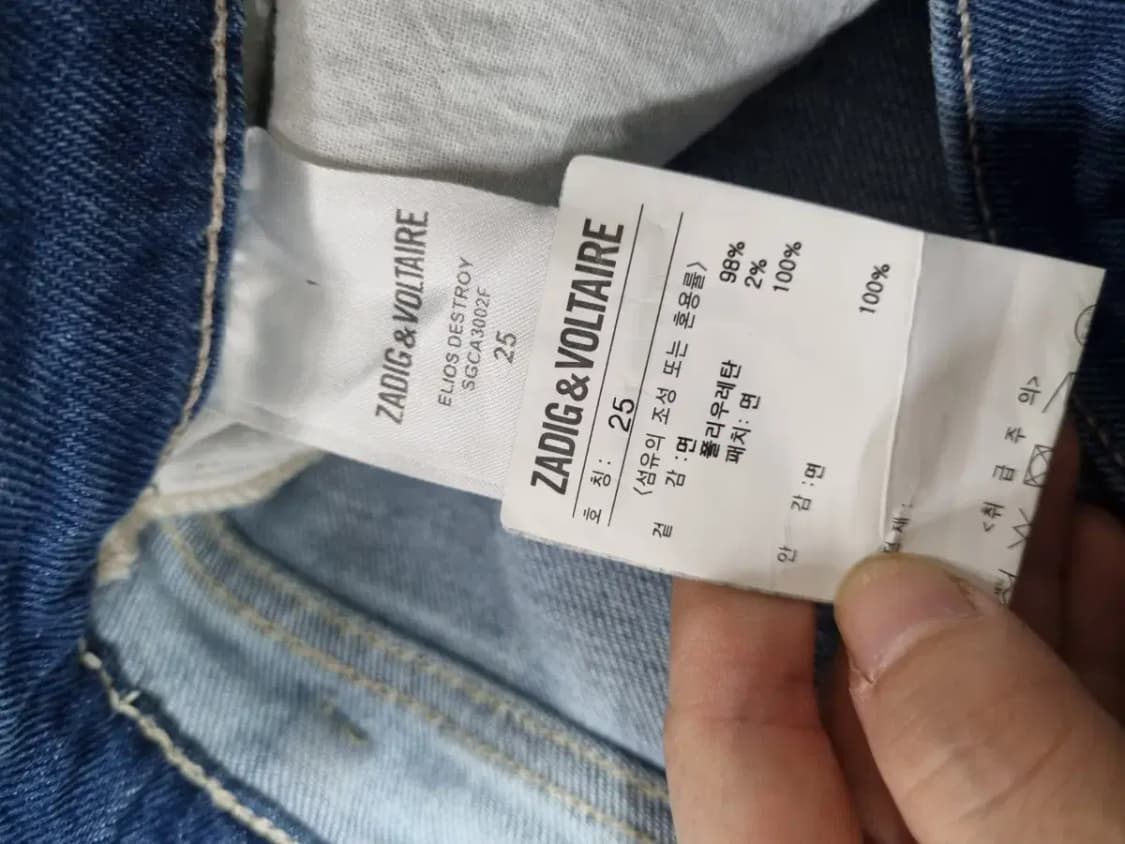 ZADIG&VOLTAIRE
ELIOS DESTROY
SGCA3002F
25
ZADIG&VOLTAIRE
호 칭: 25
<섬유의 조성 또는 혼용률>
겉 감:면 98%
폴리우레탄 2%
패치: 면 100%
안 감:면 100%
<취 급 주 의>